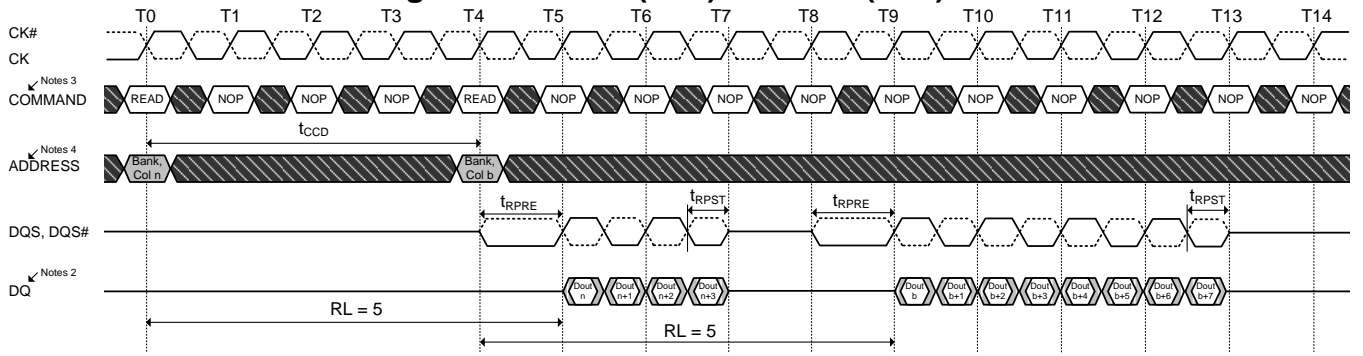 T0 T1 T2 T3 T4 T5 T6 T7 T8 T9 T10 T11 T12 T13 T14
CK#
CK
Notes 3
COMMAND READ NOP NOP NOP READ NOP NOP NOP NOP NOP NOP NOP NOP NOP NOP
tCCD
Notes 4
ADDRESS Bank, Col n Bank, Col b
tRPRE tRPST tRPRE tRPST
DQS, DQS#
Notes 2
DQ Dout n Dout n+1 Dout n+2 Dout n+3 Dout b Dout b+1 Dout b+2 Dout b+3 Dout b+4 Dout b+5 Dout b+6 Dout b+7
RL = 5
RL = 5